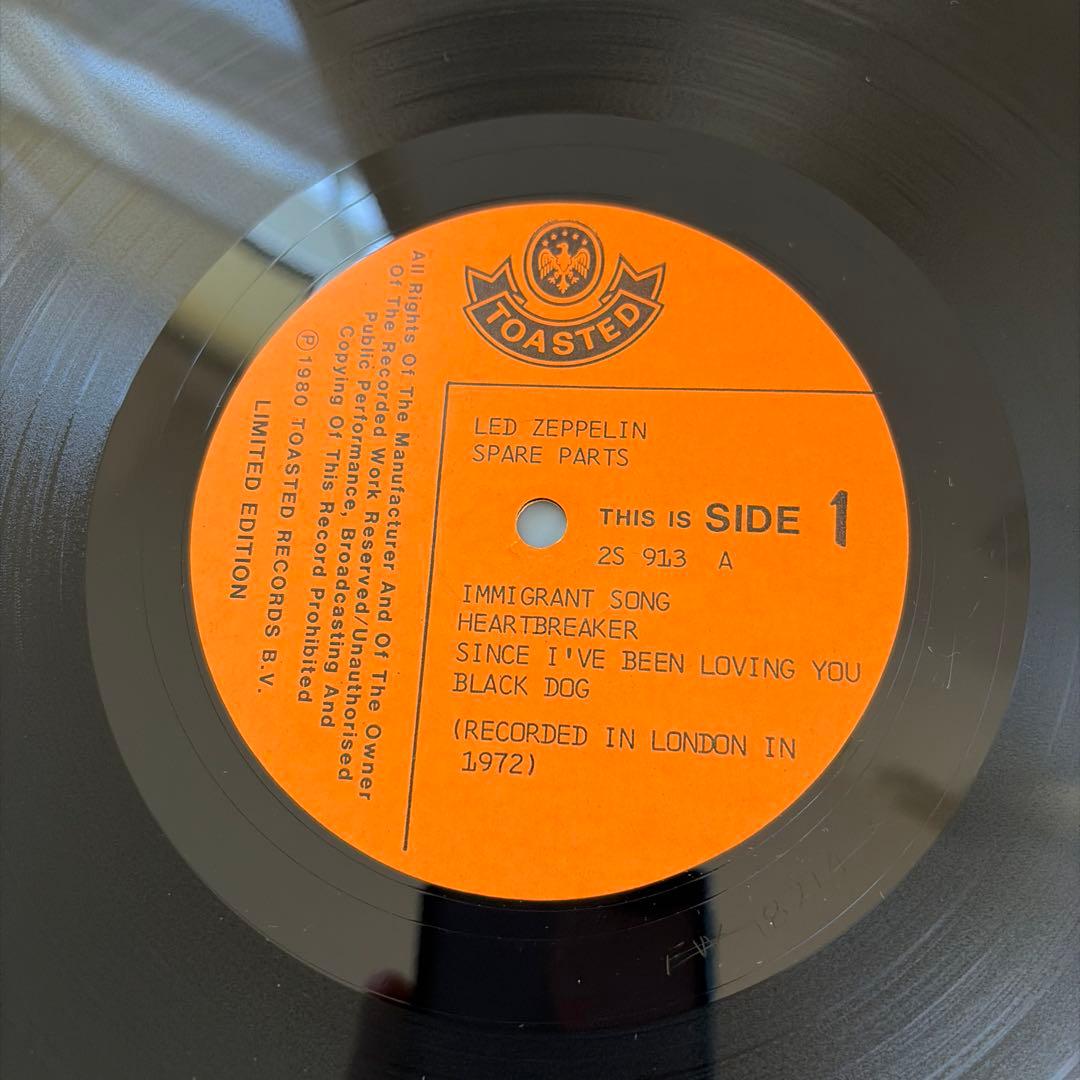 TOASTED
LED ZEPPELIN
SPARE PARTS
THIS IS SIDE 1
2S 913 A
IMMIGRANT SONG
HEARTBREAKER
SINCE I'VE BEEN LOVING YOU
BLACK DOG
(RECORDED IN LONDON IN
1972)
All Rights Of The Manufacturer And Of The Owner
Of The Recorded Work Reserved/Unauthorised
Public Performance, Broadcasting And
Copying Of This Record Prohibited
Ⓟ 1980 TOASTED RECORDS B.V.
LIMITED EDITION